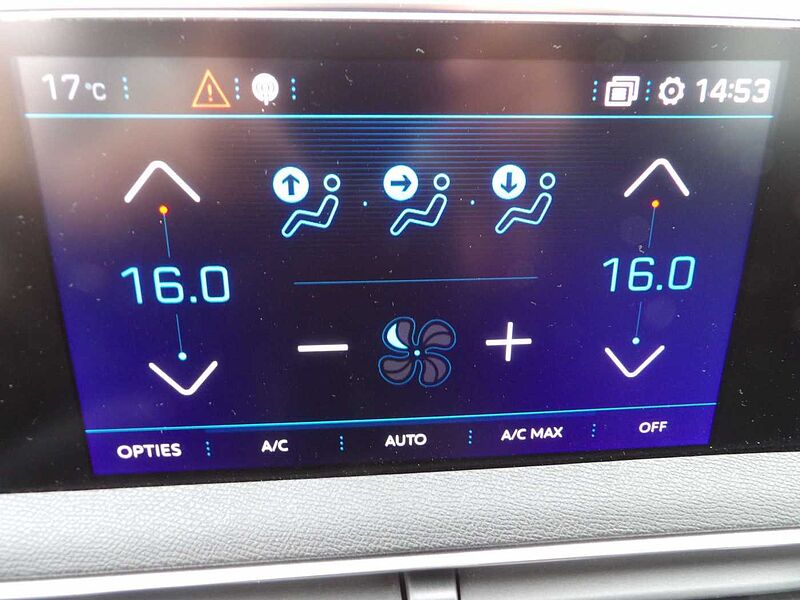 17°C 14:53
16.0 16.0
OPTIES A/C AUTO A/C MAX OFF